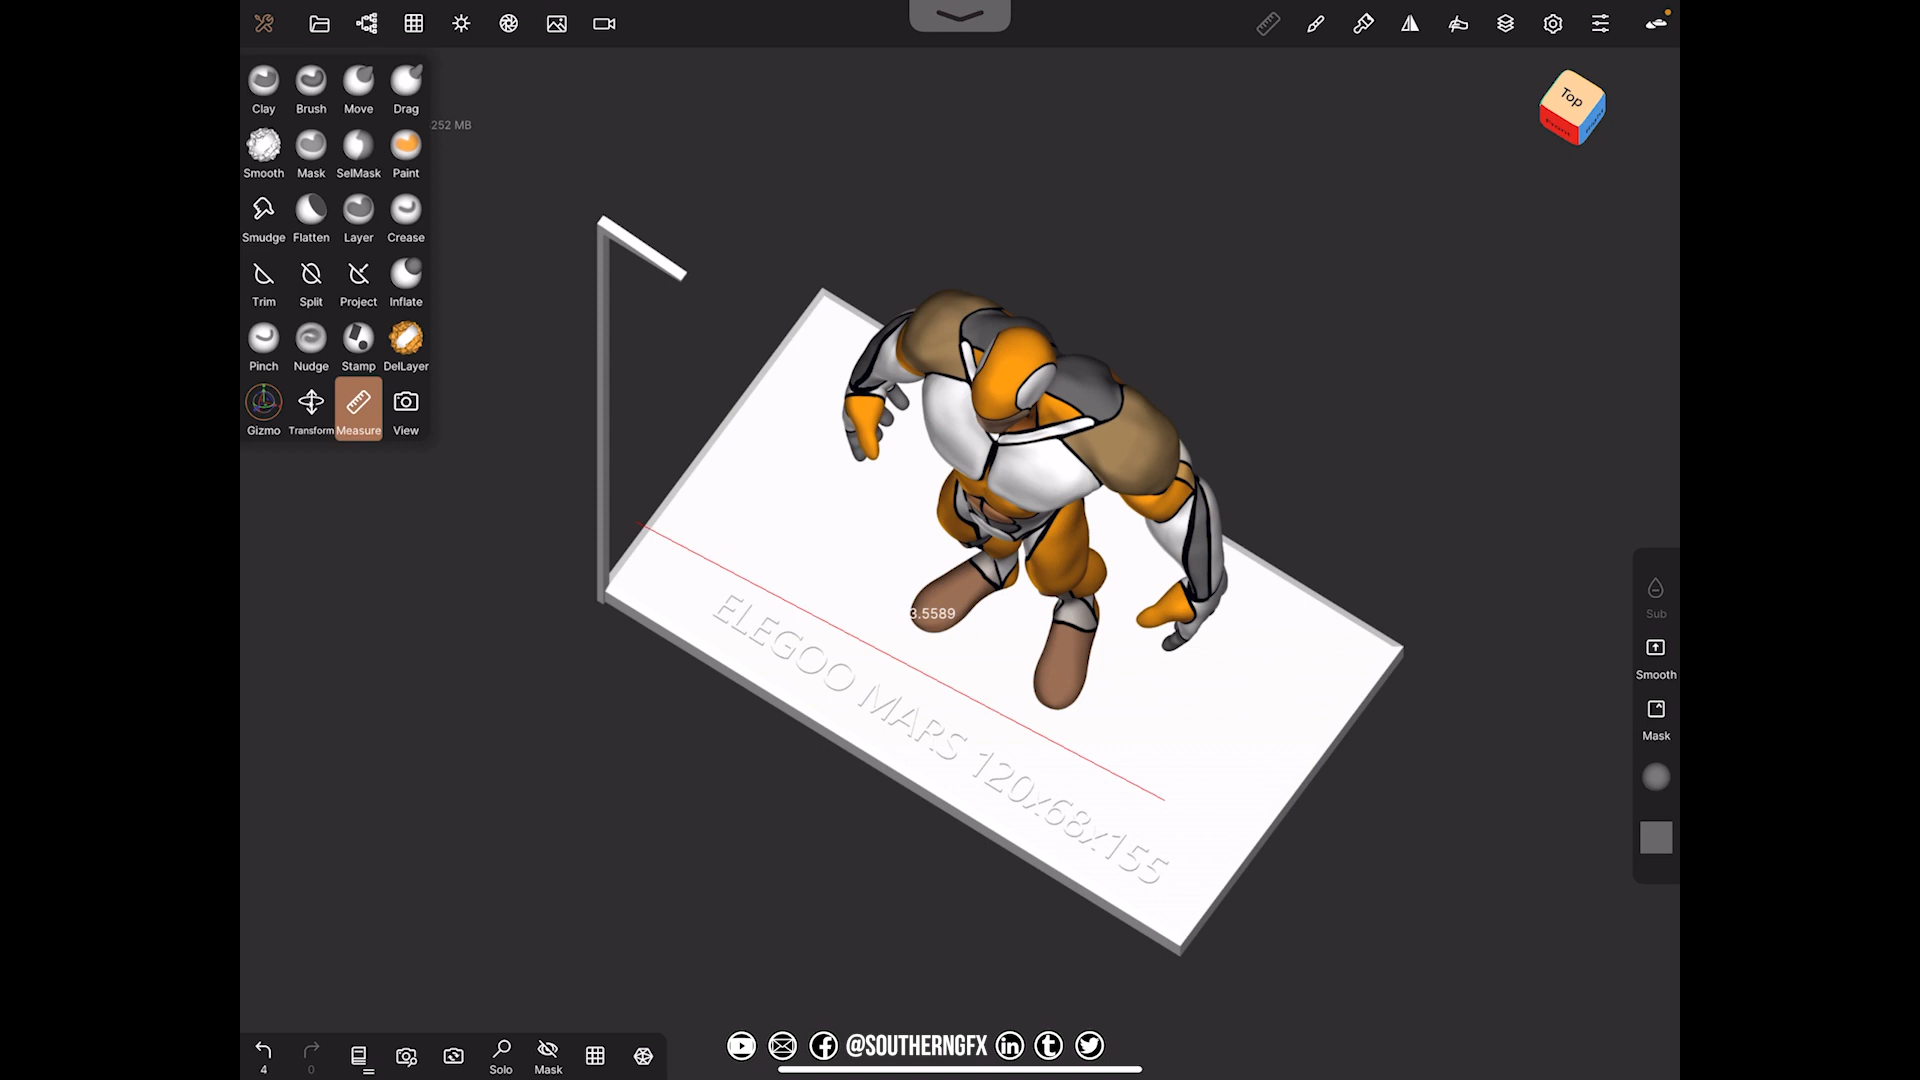 Clay Brush Move Drag
252 MB
Smooth Mask SelMask Paint
Smudge Flatten Layer Crease
Trim Split Project Inflate
Pinch Nudge Stamp DelLayer
Gizmo Transform Measure View
Top
Front
3.5589
ELEGOO MARS 120x68x155
Sub
Smooth
Mask
4 0 Solo Mask
@SOUTHERNGFX